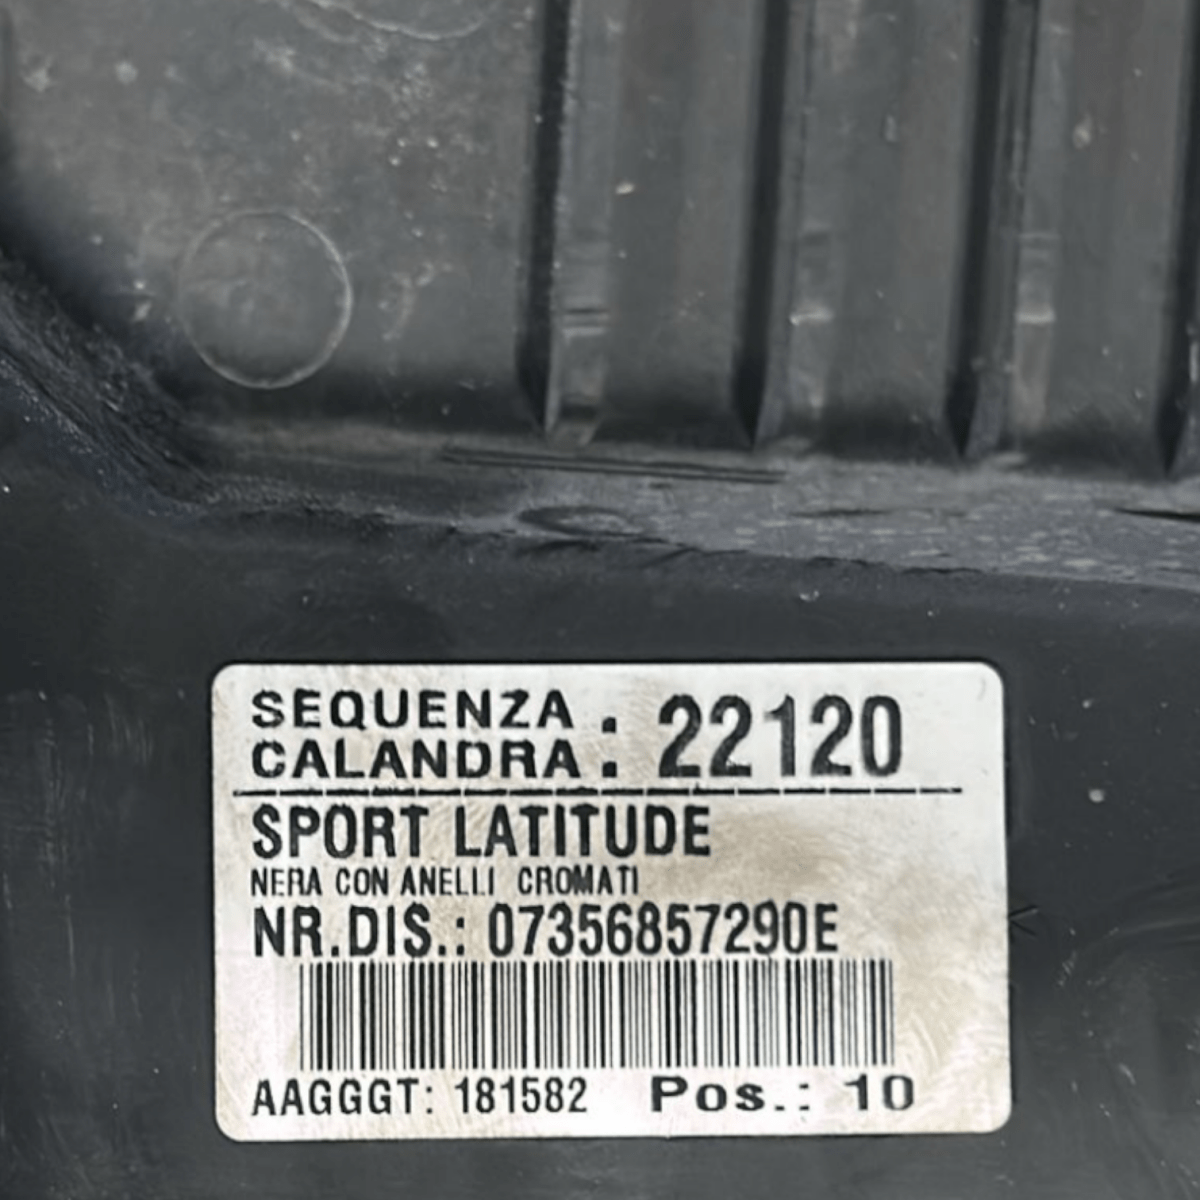 SEQUENZA
CALANDRA : 22120
SPORT LATITUDE
NERA CON ANELLI CROMATI
NR.DIS.: 07356857290E
AAGGGT: 181582 Pos.: 10